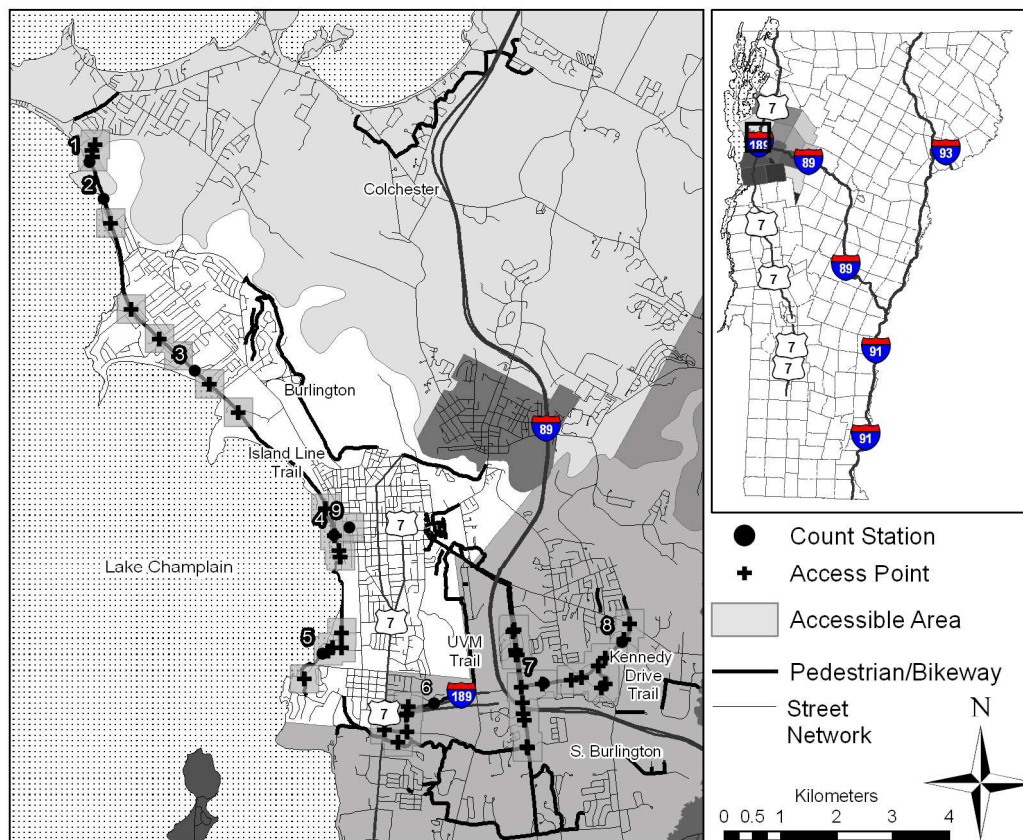 1
2
Colchester
3
Burlington
89
Island Line
Trail
4
9
7
Lake Champlain
7
5
UVM
Trail
8
7
Kennedy
Drive
Trail
6
189
7
S. Burlington
7
189
89
93
7
7
89
7
7
91
91
Count Station
Access Point
Accessible Area
Pedestrian/Bikeway
Street
Network
N
Kilometers
0 0.5 1 2 3 4